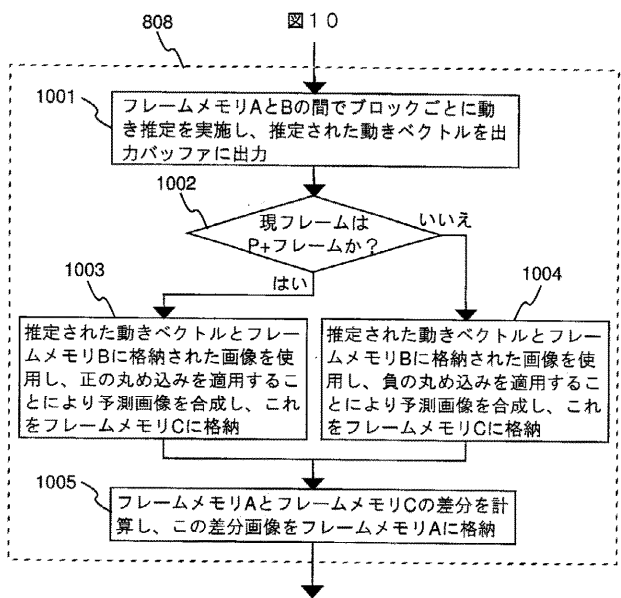 808
図10
1001
フレームメモリAとBの間でブロックごとに動
き推定を実施し、推定された動きベクトルを出
力バッファに出力
1002
現フレームは
P+フレームか?
いいえ
はい
1003
推定された動きベクトルとフレー
ムメモリBに格納された画像を使
用し、正の丸め込みを適用するこ
とにより予測画像を合成し、これ
をフレームメモリCに格納
1004
推定された動きベクトルとフレー
ムメモリBに格納された画像を使
用し、負の丸め込みを適用するこ
とにより予測画像を合成し、これ
をフレームメモリCに格納
1005
フレームメモリAとフレームメモリCの差分を計
算し、この差分画像をフレームメモリAに格納